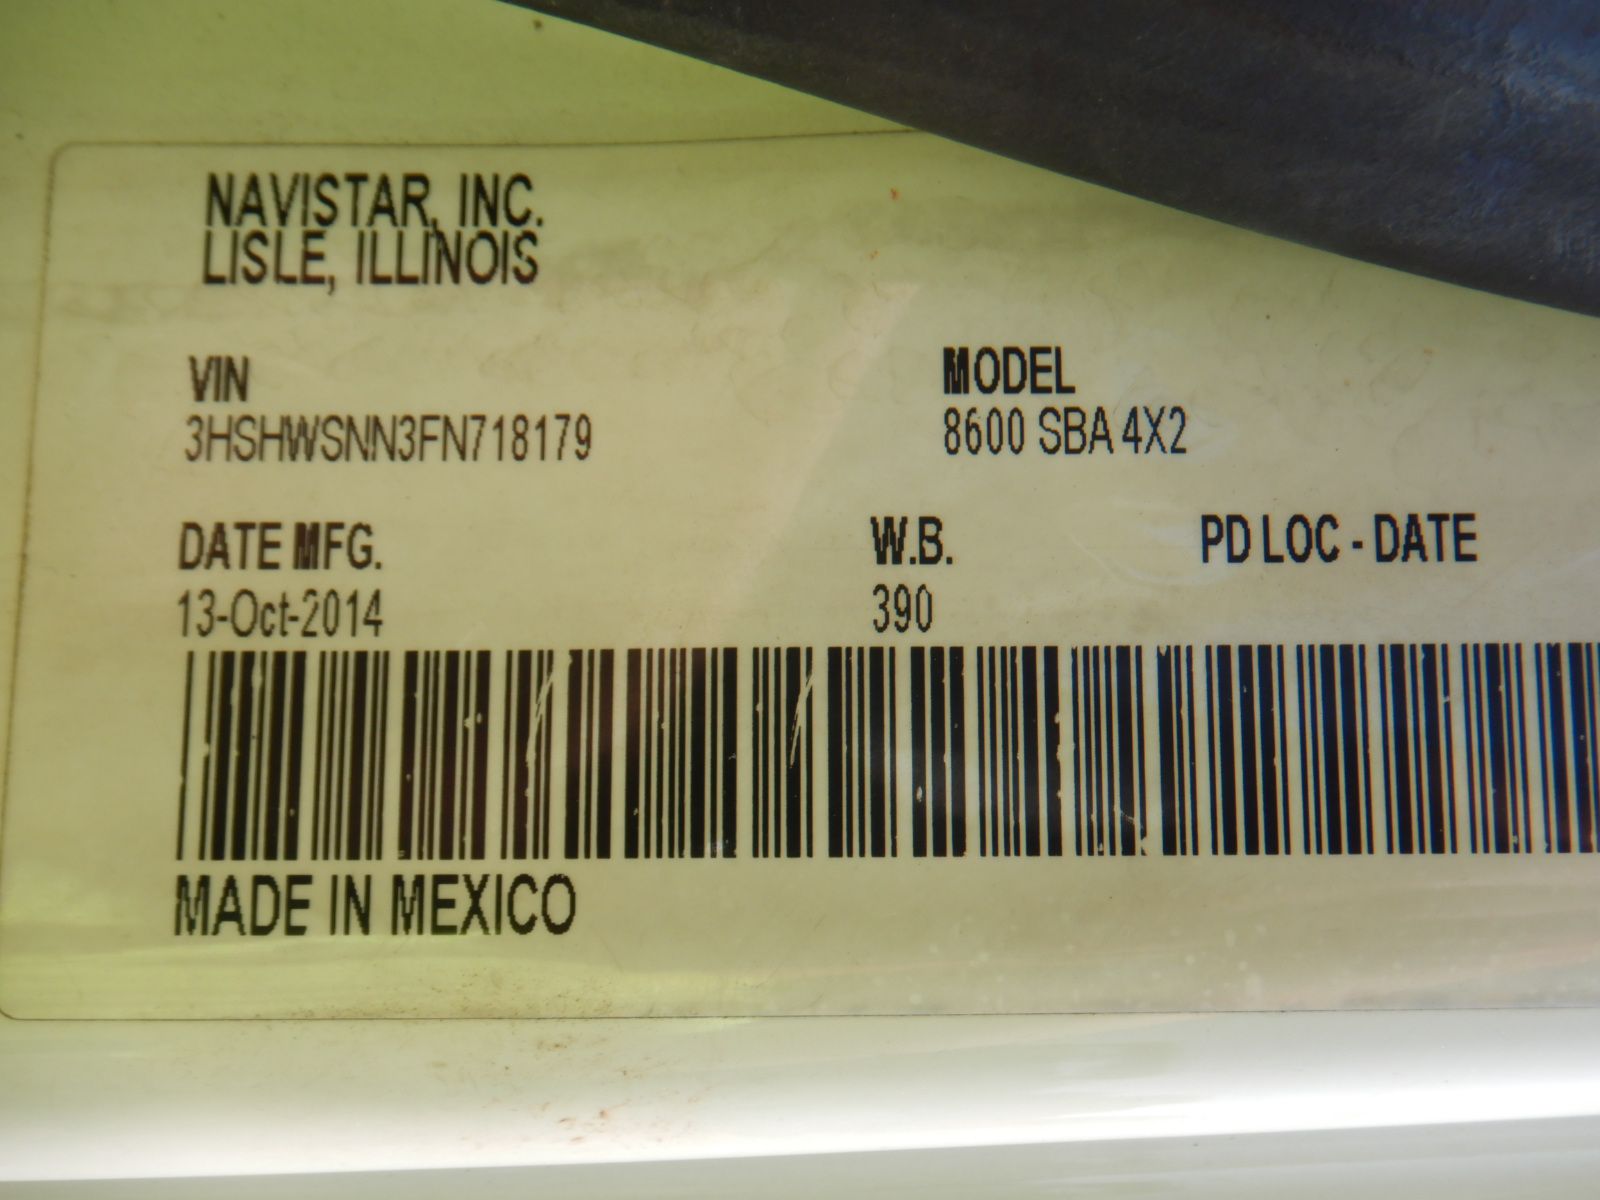 NAVISTAR, INC.
LISLE, ILLINOIS
VIN
3HSHWSNN3FN718179
MODEL
8600 SBA 4X2
DATE MFG.
13-Oct-2014
W.B.
390
PD LOC - DATE
MADE IN MEXICO